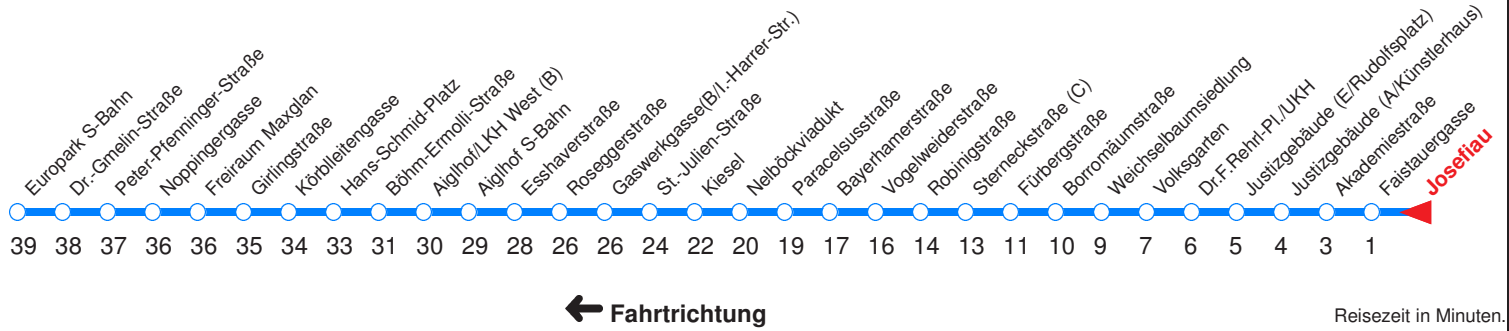 Europark S-Bahn
Dr.-Gmelin-Straße
Peter-Pfenninger-Straße
Noppingergasse
Freiraum Maxglan
Girlingstraße
Körblleitengasse
Hans-Schmid-Platz
Böhm-Ermolli-Straße
Aiglhof/LKH West (B)
Aiglhof S-Bahn
Esshaverstraße
Roseggerstraße
Gaswerkgasse(B/I.-Harrer-Str.)
St.-Julien-Straße
Kiesel
Nelböckviadukt
Paracelsusstraße
Bayerhamerstraße
Vogelweiderstraße
Robinigstraße
Sterneckstraße (C)
Fürbergstraße
Borromäumstraße
Weichselbaumsiedlung
Volksgarten
Dr.F.Rehrl-Pl./UKH
Justizgebäude (E/Rudolfsplatz)
Justizgebäude (A/Künstlerhaus)
Akademiestraße
Faistauergasse
Josefiau
39 38 37 36 36 35 34 33 31 30 29 28 26 26 24 22 20 19 17 16 14 13 11 10 9 7 6 5 4 3 1
Fahrtrichtung
Reisezeit in Minuten.